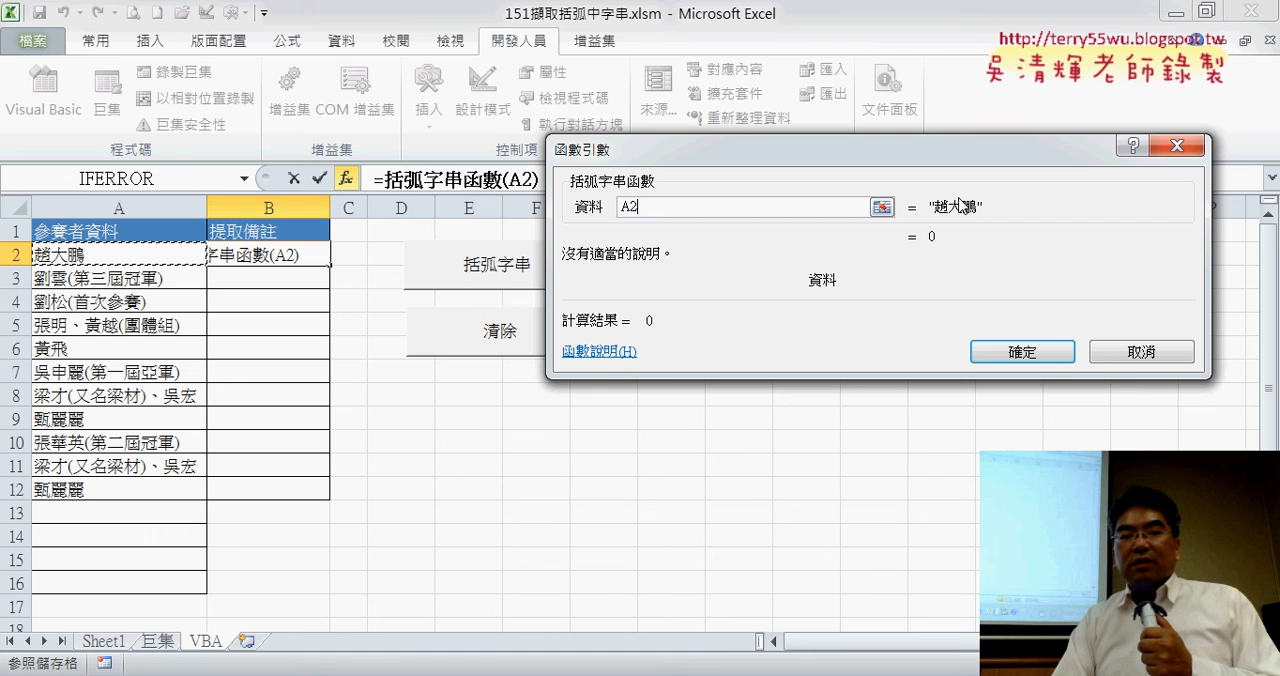 151擷取括弧中字串.xlsm - Microsoft Excel
http://terry55wu.blogspot.tw
吳清輝老師錄製
檔案 常用 插入 版面配置 公式 資料 校閱 檢視 開發人員 增益集
Visual Basic 巨集 錄製巨集 以相對位置錄製 巨集安全性 程式碼
增益集 COM 增益集 增益集
插入 設計模式 屬性 檢視程式碼 執行對話方塊 控制項
來源... 對應內容 擴充套件 重新整理資料 匯入 匯出
文件面板
IFERROR =括弧字串函數(A2)
函數引數
括弧字串函數
資料 A2 = "趙大鵬"
= 0
沒有適當的說明。
資料
計算結果 = 0
函數說明(H) 確定 取消
A B C D E F
1 參賽者資料 提取備註
2 趙大鵬 字串函數(A2)
3 劉雲(第三屆冠軍)
4 劉松(首次參賽)
5 張明、黃越(團體組)
6 黃飛
7 吳申麗(第一屆亞軍)
8 梁才(又名梁材)、吳宏
9 甄麗麗
10 張華英(第二屆冠軍)
11 梁才(又名梁材)、吳宏
12 甄麗麗
13
14
15
16
17
18
括弧字串
清除
Sheet1 巨集 VBA
參照儲存格